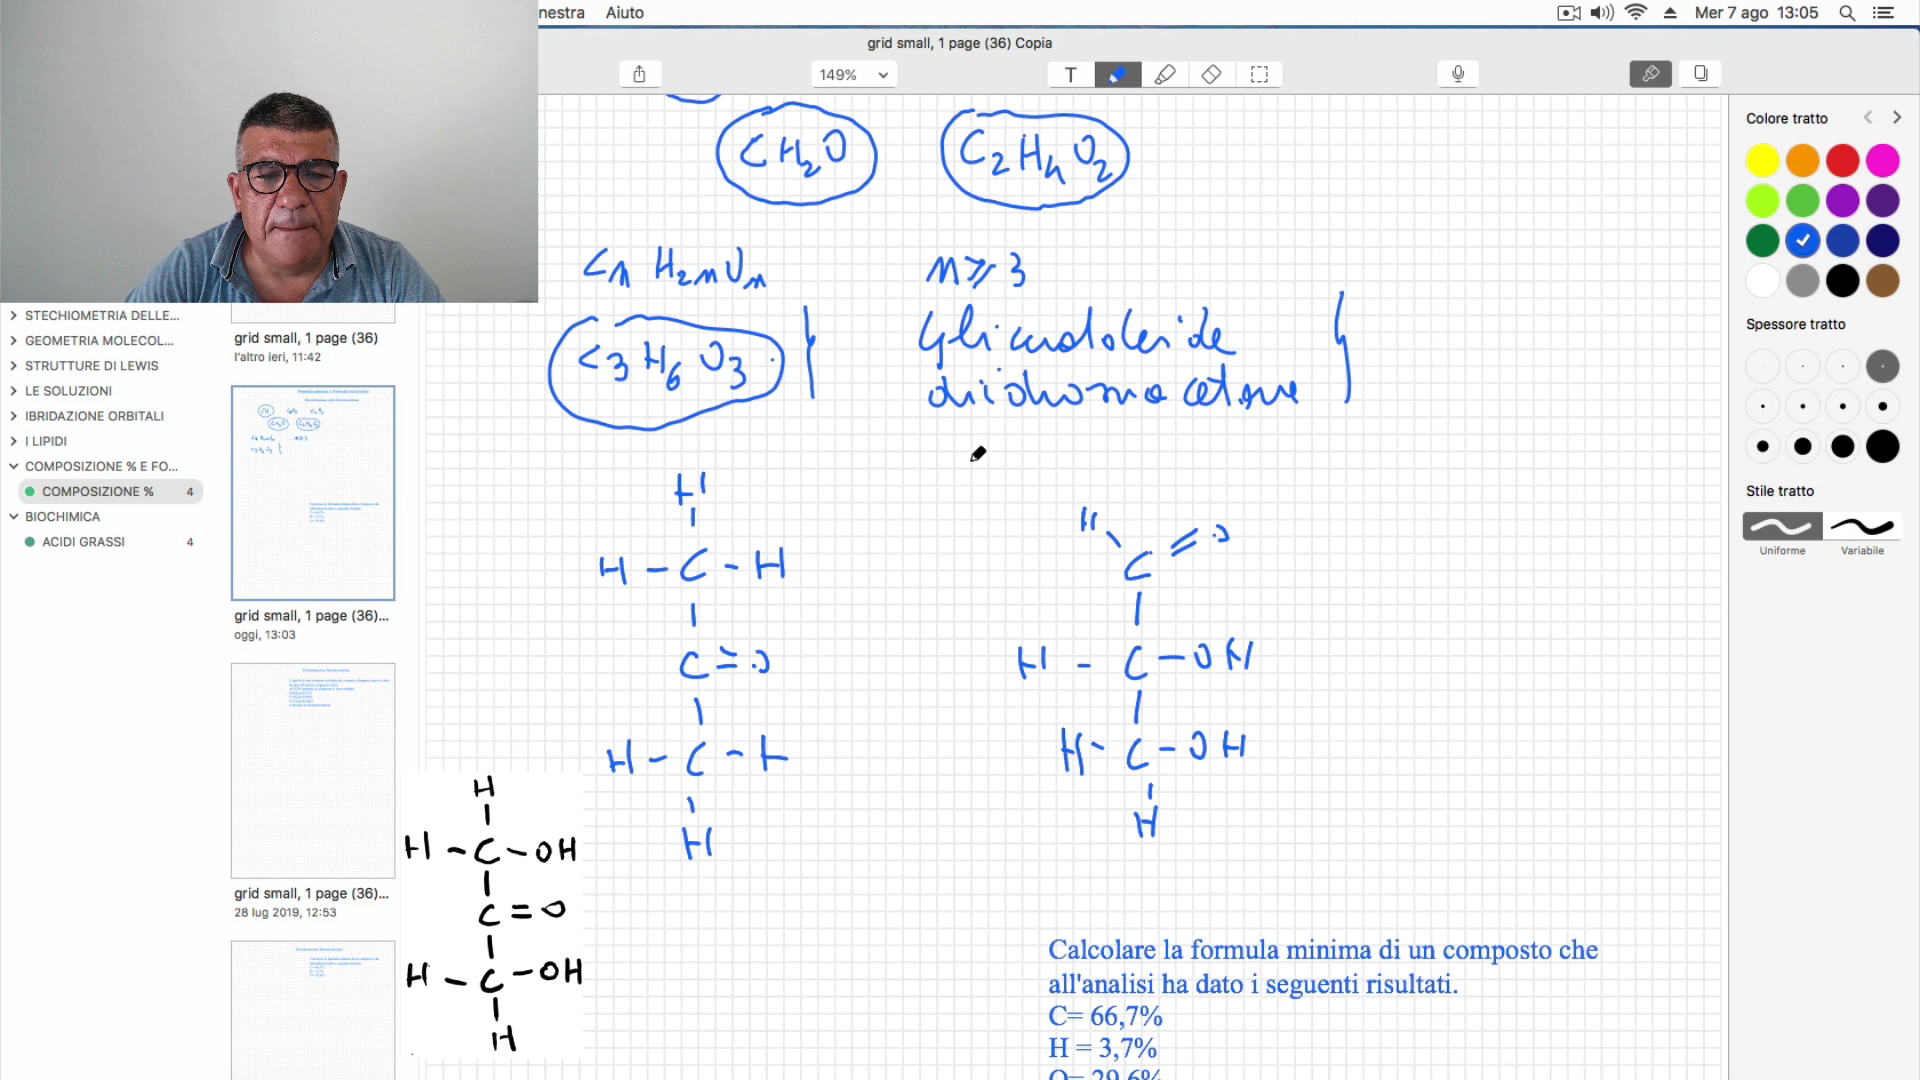 nestra Aiuto
Mer 7 ago 13:05
grid small, 1 page (36) Copia
149%
T
STECHIOMETRIA DELLE...
GEOMETRIA MOLECOL...
STRUTTURE DI LEWIS
LE SOLUZIONI
IBRIDAZIONE ORBITALI
I LIPIDI
COMPOSIZIONE % E FO...
COMPOSIZIONE % 4
BIOCHIMICA
ACIDI GRASSI 4
grid small, 1 page (36)
l'altro ieri, 11:42
grid small, 1 page (36)...
oggi, 13:03
grid small, 1 page (36)...
28 lug 2019, 12:53
CH₂O C₂H₄O₂
CnH₂nOn n≥3
C₃H₆O₃
H
H - C - H
C = O
H - C - H
H
H O
C
H - C - OH
H - C - OH
H
H
H - C - OH
C = O
H - C - OH
H
Calcolare la formula minima di un composto che
all'analisi ha dato i seguenti risultati.
C= 66,7%
H = 3,7%
O= 29,6%
Colore tratto
Spessore tratto
Stile tratto
Uniforme Variabile